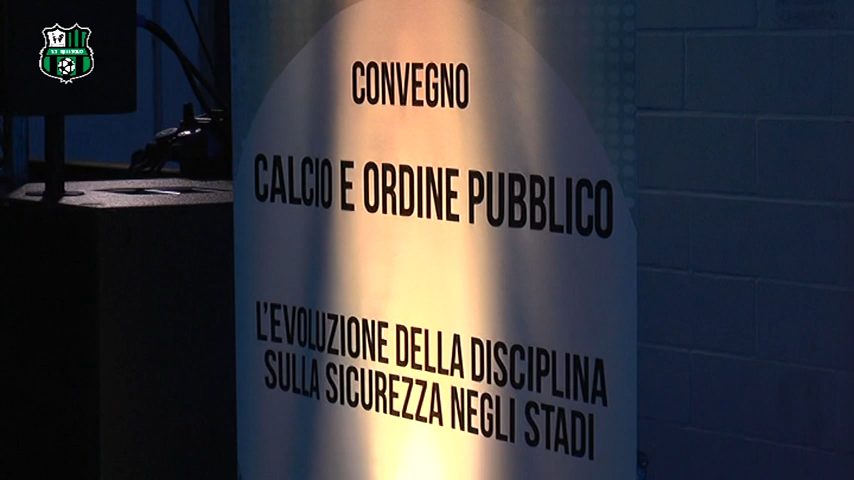 CONVEGNO
CALCIO E ORDINE PUBBLICO
L'EVOLUZIONE DELLA DISCIPLINA
SULLA SICUREZZA NEGLI STADI